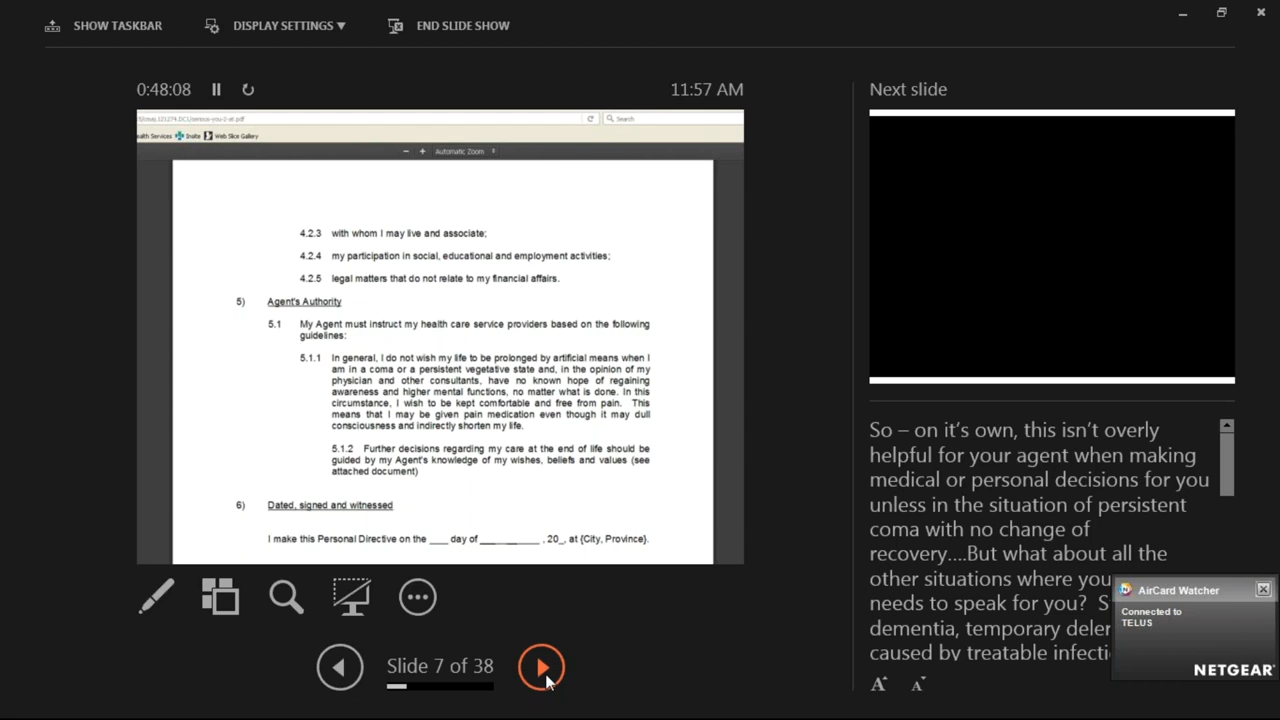 SHOW TASKBAR
DISPLAY SETTINGS ▼
END SLIDE SHOW
0:48:08
11:57 AM
Next slide
Search
ealth Services
Insite
Web Slice Gallery
Automatic Zoom
4.2.3 with whom I may live and associate;
4.2.4 my participation in social, educational and employment activities;
4.2.5 legal matters that do not relate to my financial affairs.
5) Agent's Authority
5.1 My Agent must instruct my health care service providers based on the following
guidelines:
5.1.1 In general, I do not wish my life to be prolonged by artificial means when I
am in a coma or a persistent vegetative state and, in the opinion of my
physician and other consultants, have no known hope of regaining
awareness and higher mental functions, no matter what is done. In this
circumstance, I wish to be kept comfortable and free from pain. This
means that I may be given pain medication even though it may dull
consciousness and indirectly shorten my life.
5.1.2 Further decisions regarding my care at the end of life should be
guided by my Agent's knowledge of my wishes, beliefs and values (see
attached document)
6) Dated, signed and witnessed
I make this Personal Directive on the ___ day of _________ , 20_, at {City, Province}.
So – on it's own, this isn't overly
helpful for your agent when making
medical or personal decisions for you
unless in the situation of persistent
coma with no change of
recovery....But what about all the
other situations where you
needs to speak for you? S
dementia, temporary deler
caused by treatable infecti
AirCard Watcher
Connected to
TELUS
NETGEAR
Slide 7 of 38
A A